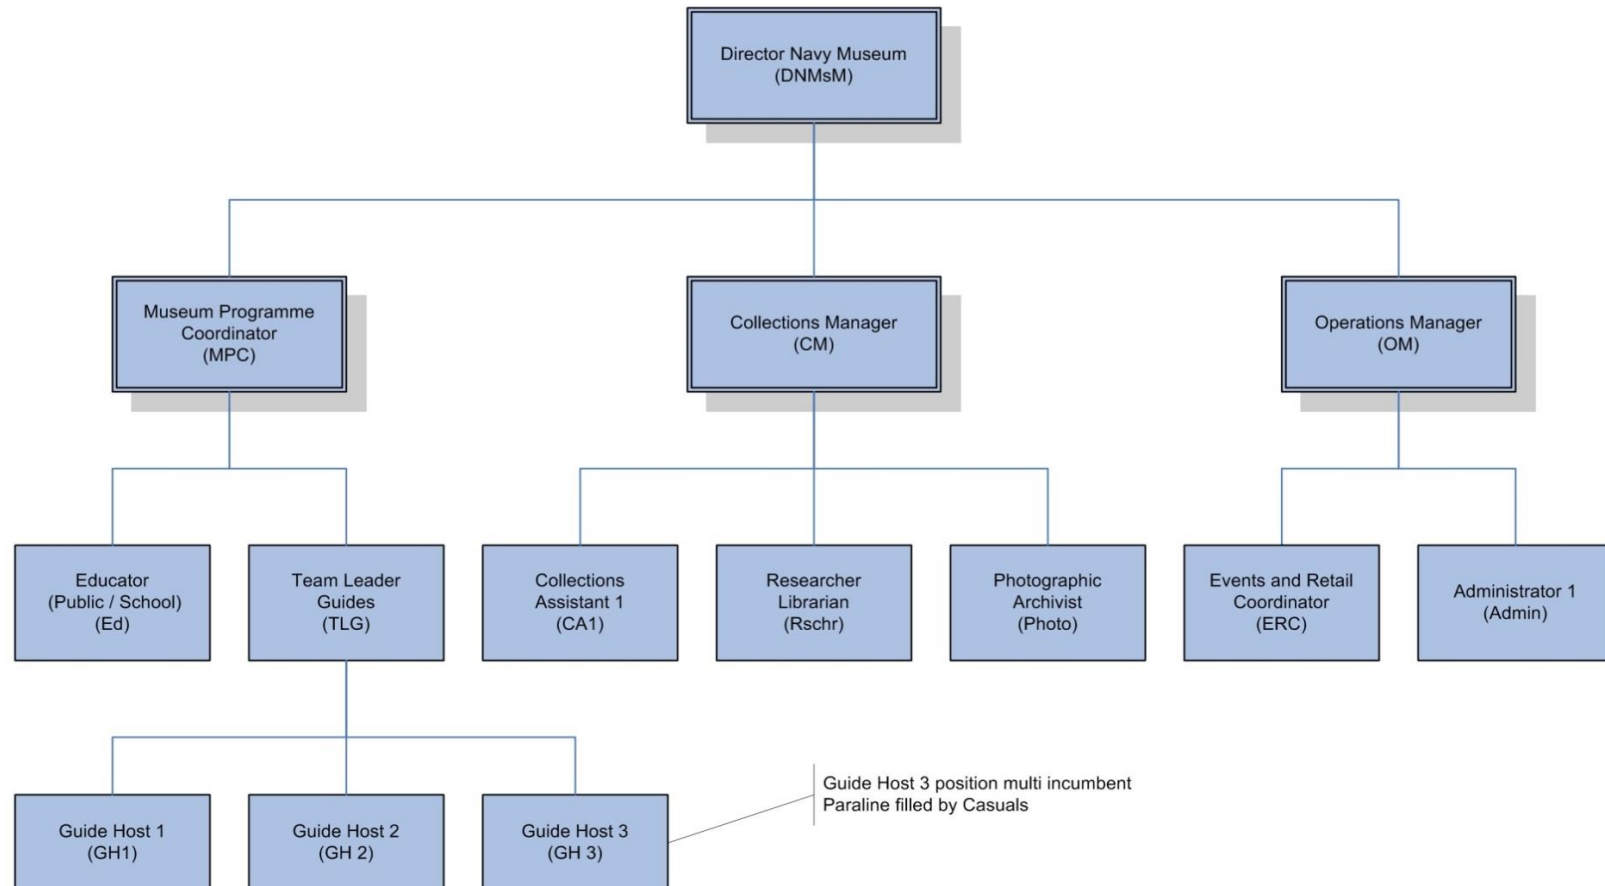 Director Navy Museum
(DNMsM)
Museum Programme
Coordinator
(MPC)
Collections Manager
(CM)
Operations Manager
(OM)
Educator
(Public / School)
(Ed)
Team Leader
Guides
(TLG)
Collections
Assistant 1
(CA1)
Researcher
Librarian
(Rschr)
Photographic
Archivist
(Photo)
Events and Retail
Coordinator
(ERC)
Administrator 1
(Admin)
Guide Host 1
(GH1)
Guide Host 2
(GH 2)
Guide Host 3
(GH 3)
Guide Host 3 position multi incumbent
Paraline filled by Casuals